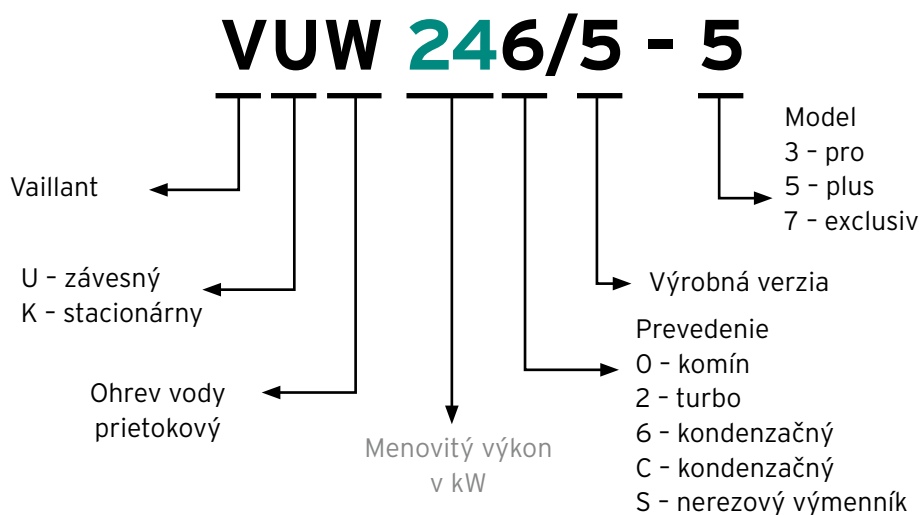 VUW 246/5 - 5
Model
3 – pro
5 – plus
7 – exclusiv
Vaillant
U – závesný
K – stacionárny
Výrobná verzia
Prevedenie
0 – komín
2 – turbo
6 – kondenzačný
C – kondenzačný
S – nerezový výmenník
Ohrev vody
prietokový
Menovitý výkon
v kW